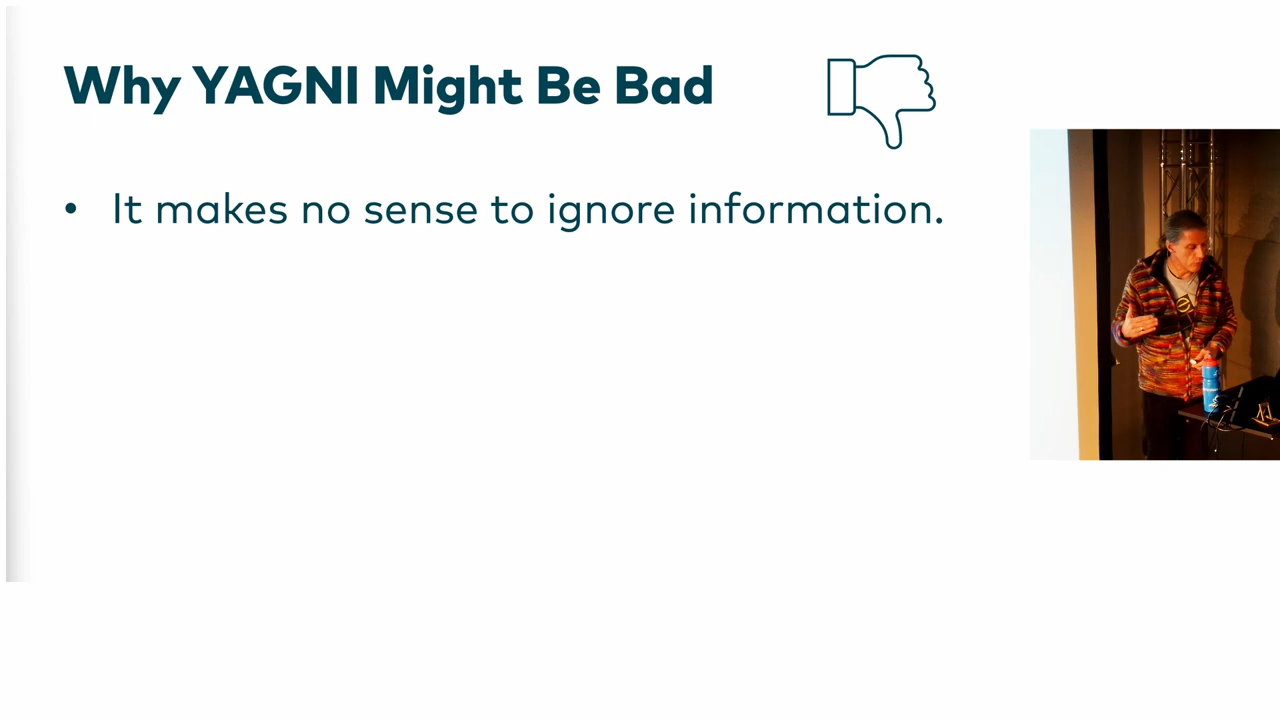 Why YAGNI Might Be Bad
• It makes no sense to ignore information.